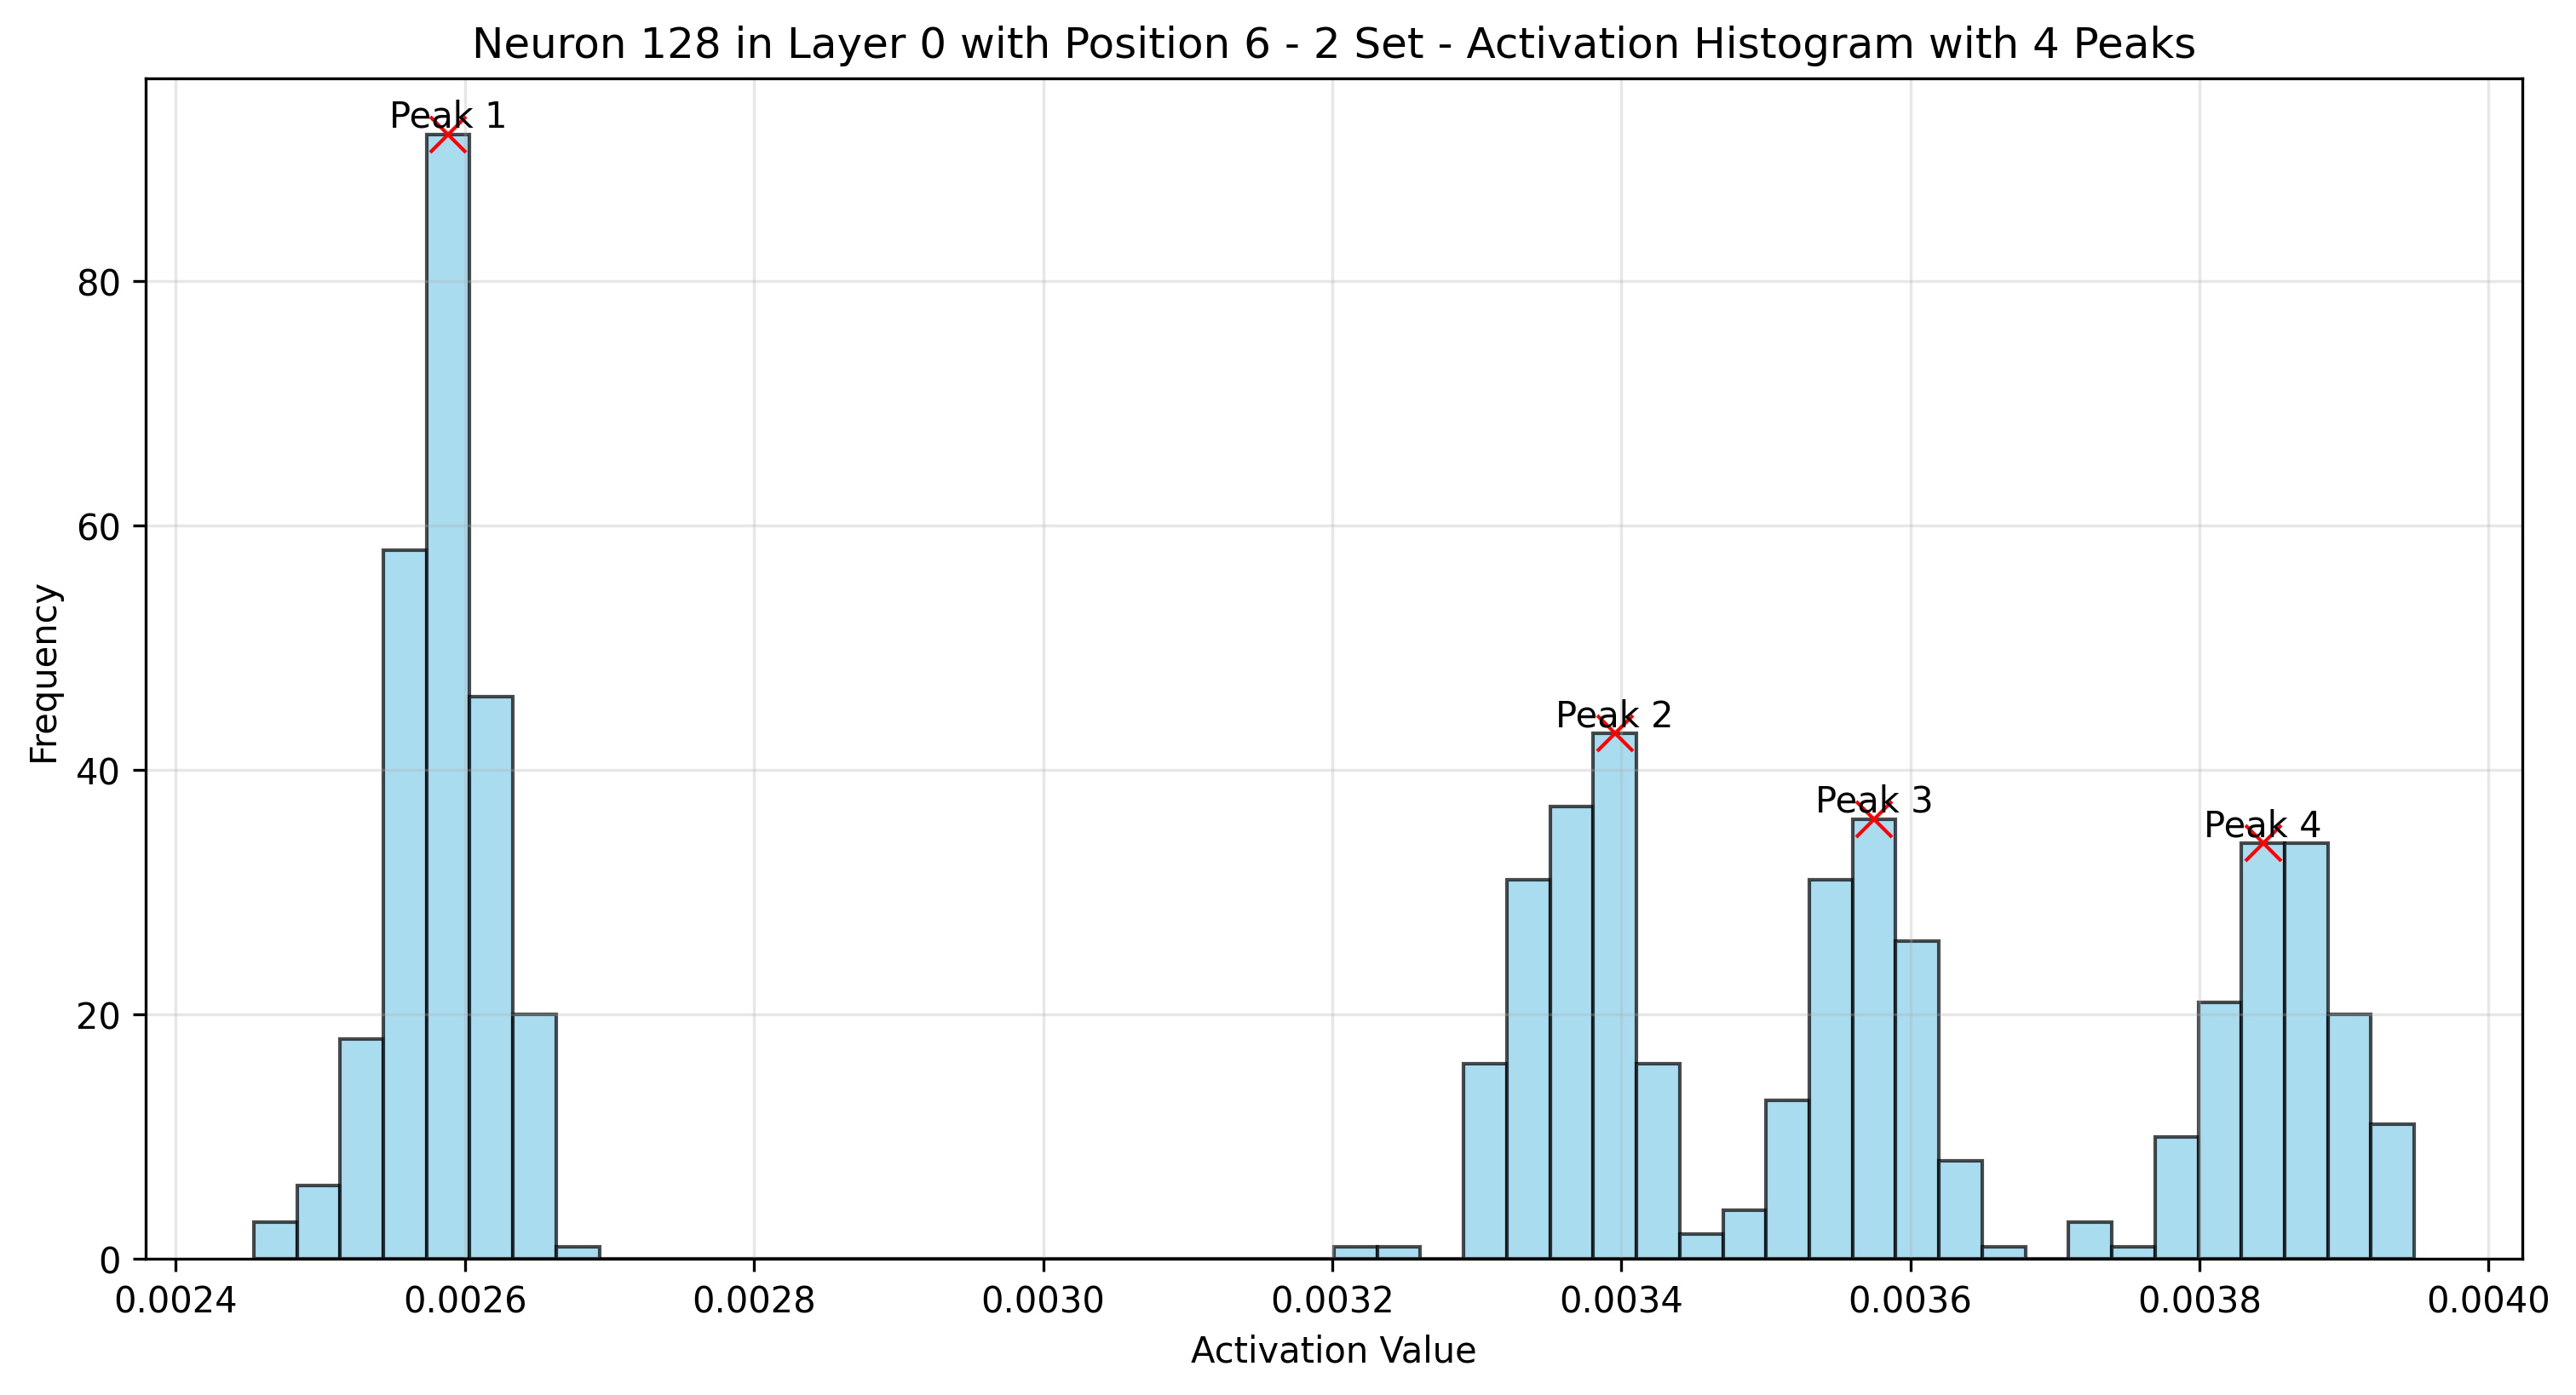 Neuron 128 in Layer 0 with Position 6 - 2 Set - Activation Histogram with 4 Peaks
Peak 1
Peak 2
Peak 3
Peak 4
Frequency
80
60
40
20
0
0.0024 0.0026 0.0028 0.0030 0.0032 0.0034 0.0036 0.0038 0.0040
Activation Value